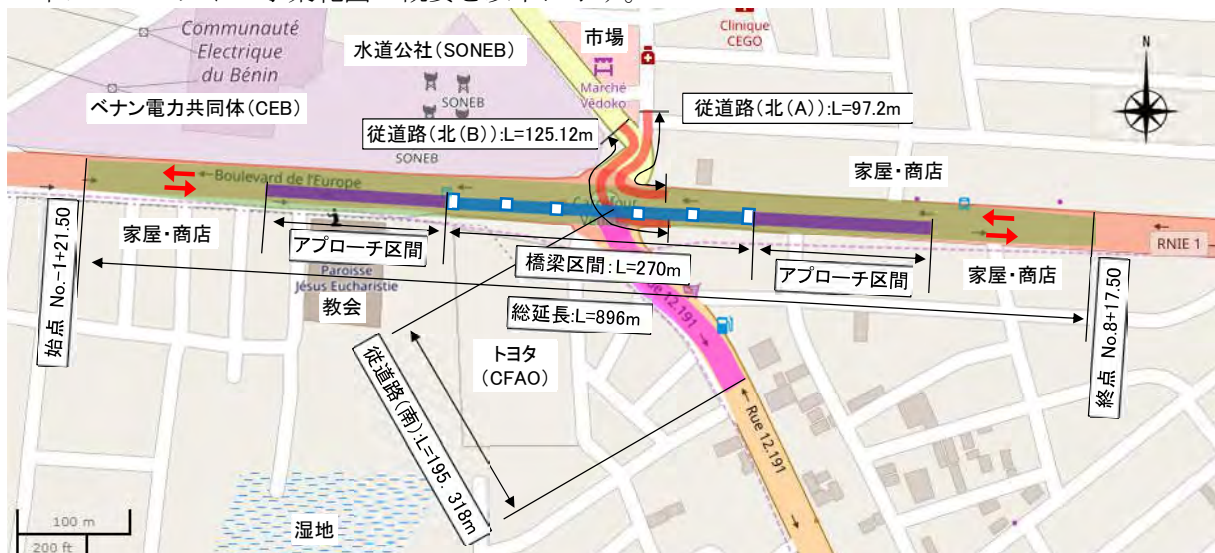 Communauté
Electrique
du Bénin
水道公社(SONEB)
市場
Clinique
CEGO
N
ベナン電力共同体(CEB)
SONEB
Marché
Vêdoko
従道路(北(A)):L=97.2m
従道路(北(B)):L=125.12m
SONEB
家屋・商店
Boulevard de l'Europe
家屋・商店
アプローチ区間
橋梁区間:L=270m
アプローチ区間
家屋・商店
RNIE 1
Paroisse
Jésus Eucharistie
教会
総延長:L=896m
Rue 12.191
始点 No.-1+21.50
終点 No.8+17.50
トヨタ
(CFAO)
従道路(南):L=195. 318m
Rue 12.191
湿地
100 m
200 ft